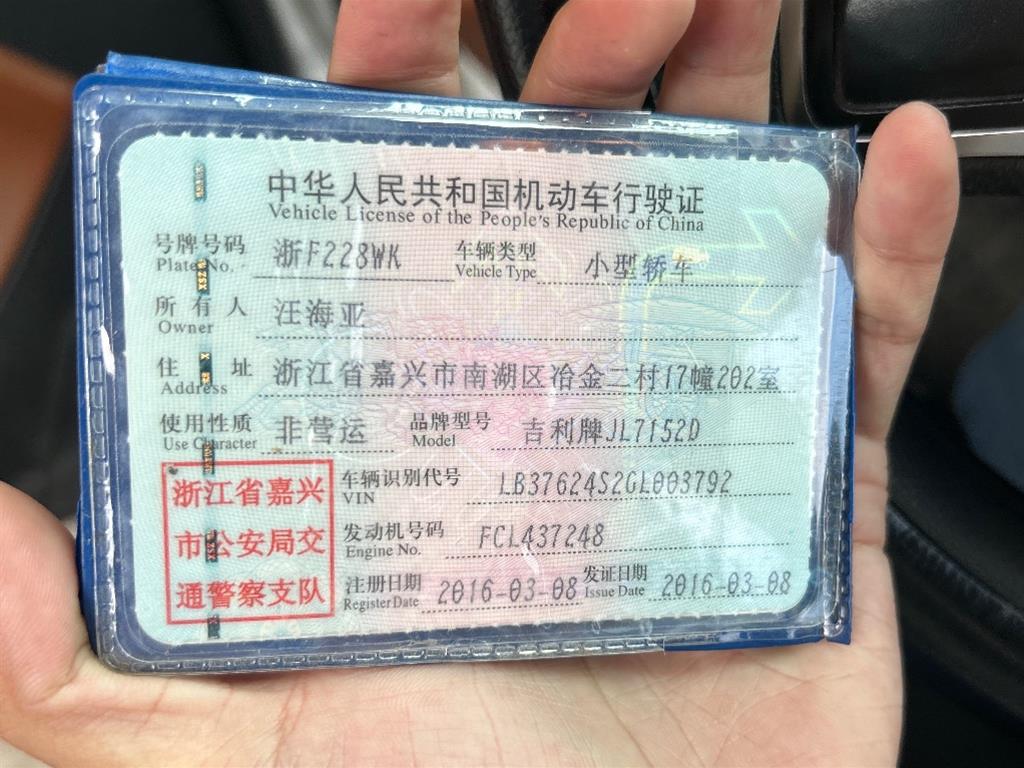 中华人民共和国机动车行驶证
Vehicle License of the People's Republic of China
号牌号码 浙F228WK 车辆类型 小型轿车
Plate No. Vehicle Type
所有人 汪海亚
Owner
住址 浙江省嘉兴市南湖区冶金二村17幢202室
Address
使用性质 非营运 品牌型号 吉利牌JL7152D
Use Character Model
浙江省嘉兴
市公安局交
通警察支队
车辆识别代号 LB37624S2GL003792
VIN
发动机号码 FCL437248
Engine No.
注册日期 2016-03-08 发证日期 2016-03-08
Register Date Issue Date